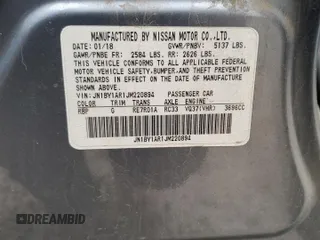 MANUFACTURED BY NISSAN MOTOR CO.,LTD.
DATE: 01/18 GVWR/PNBV: 5137 LBS.
GAWR/PNBE FR: 2584 LBS. RR: 2626 LBS.
THIS VEHICLE CONFORMS TO ALL APPLICABLE
FEDERAL MOTOR VEHICLE SAFETY,BUMPER,AND THEFT
PREVENTION STANDARDS IN EFFECT ON THE DATE OF
MANUFACTURE SHOWN ABOVE.
VIN: JN1BY1AR1JM220894 PASSENGER CAR
COLOR TRIM TRANS AXLE ENGINE
RBP G RE7R01A RC33 VQ37(VHR) 3696CC
JN1BY1AR1JM220894
DREAMBID